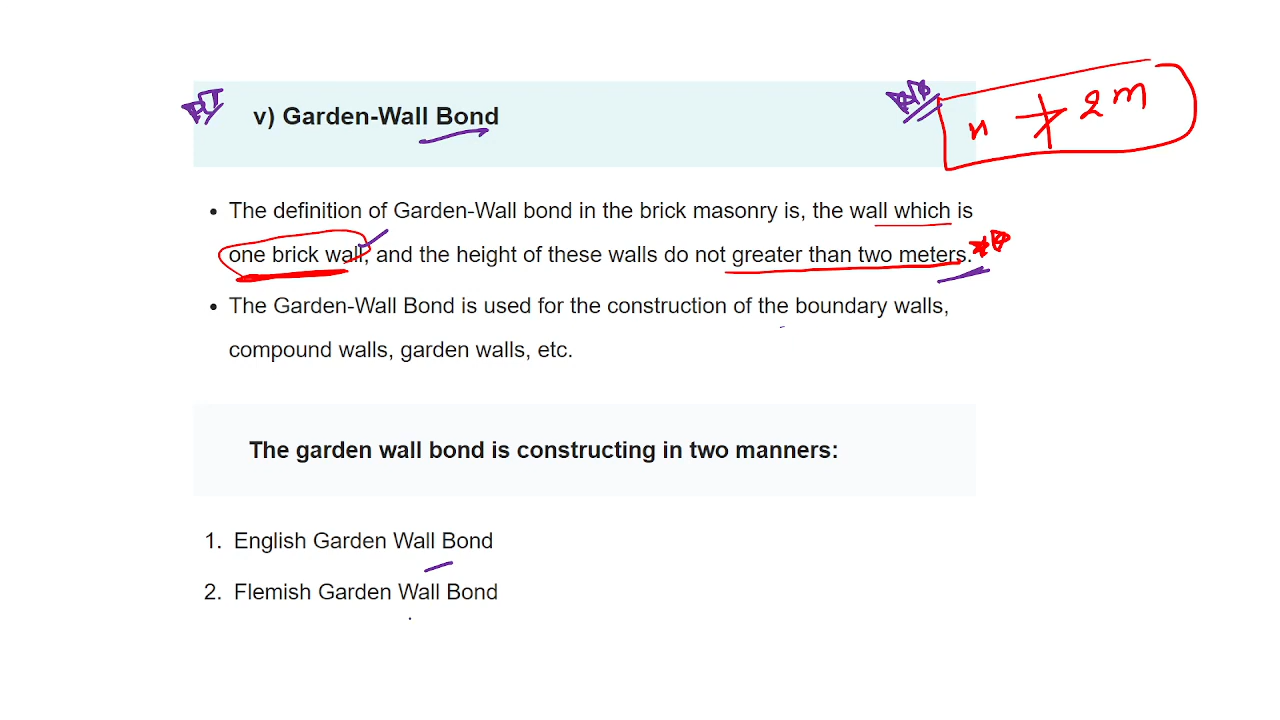 v) Garden-Wall Bond
n ≯ 2m
• The definition of Garden-Wall bond in the brick masonry is, the wall which is
one brick wall, and the height of these walls do not greater than two meters.
• The Garden-Wall Bond is used for the construction of the boundary walls,
compound walls, garden walls, etc.
The garden wall bond is constructing in two manners:
1. English Garden Wall Bond
2. Flemish Garden Wall Bond